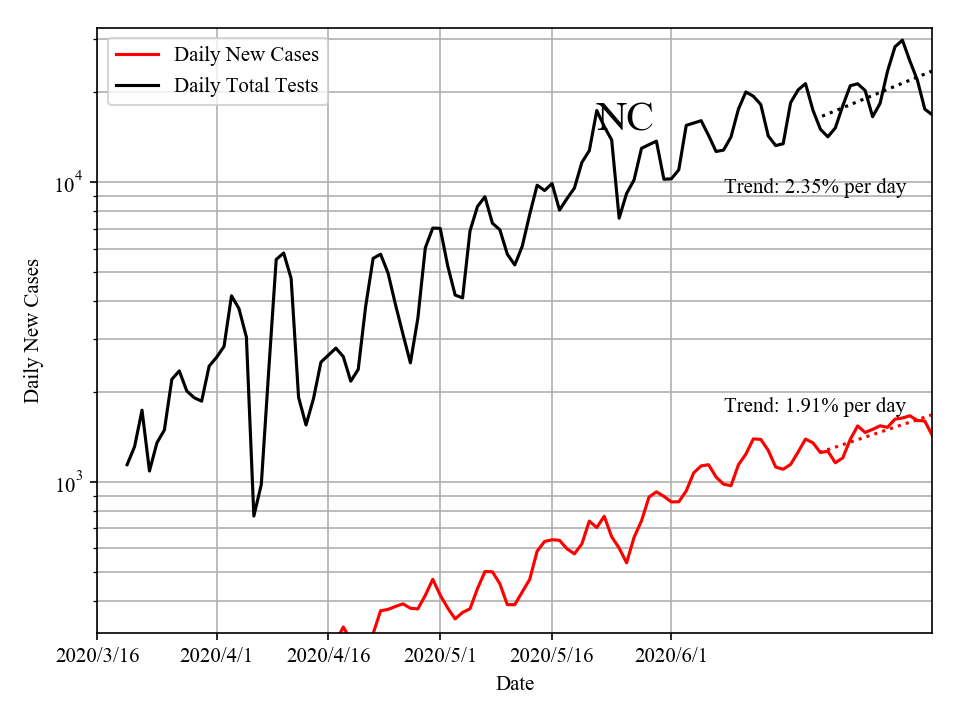 Daily New Cases
Daily Total Tests
NC
10^4
Trend: 2.35% per day
Daily New Cases
Trend: 1.91% per day
10^3
2020/3/16 2020/4/1 2020/4/16 2020/5/1 2020/5/16 2020/6/1
Date